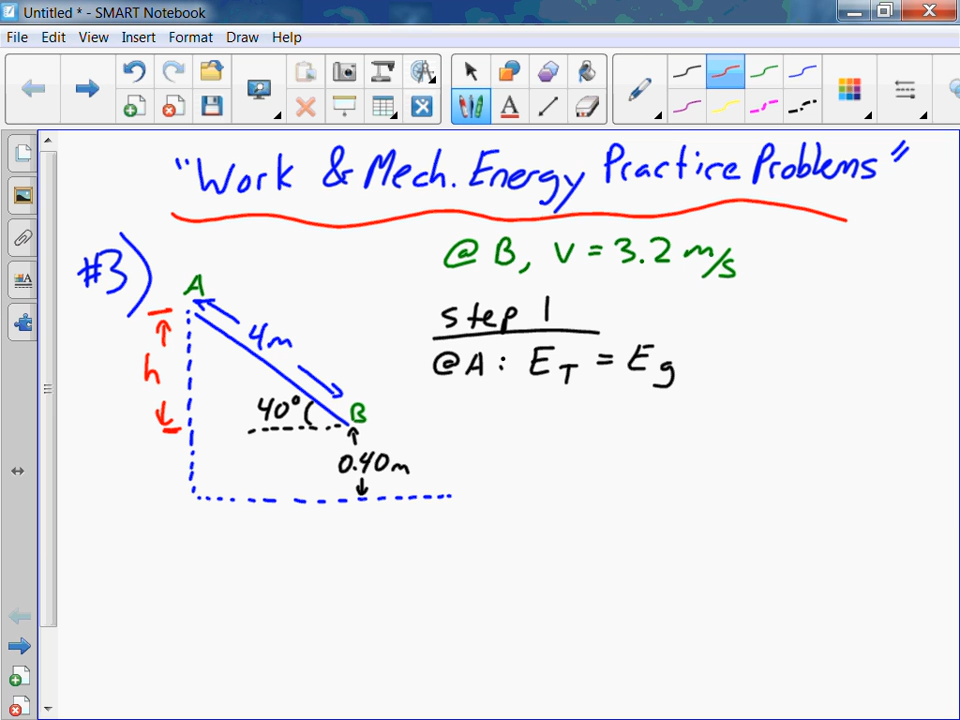 Untitled * - SMART Notebook
File Edit View Insert Format Draw Help
"Work & Mech. Energy Practice Problems"
#3)
@ B, v = 3.2 m/s
A
step 1
4m
@A: E_T = E_g
h
40°
B
0.40m